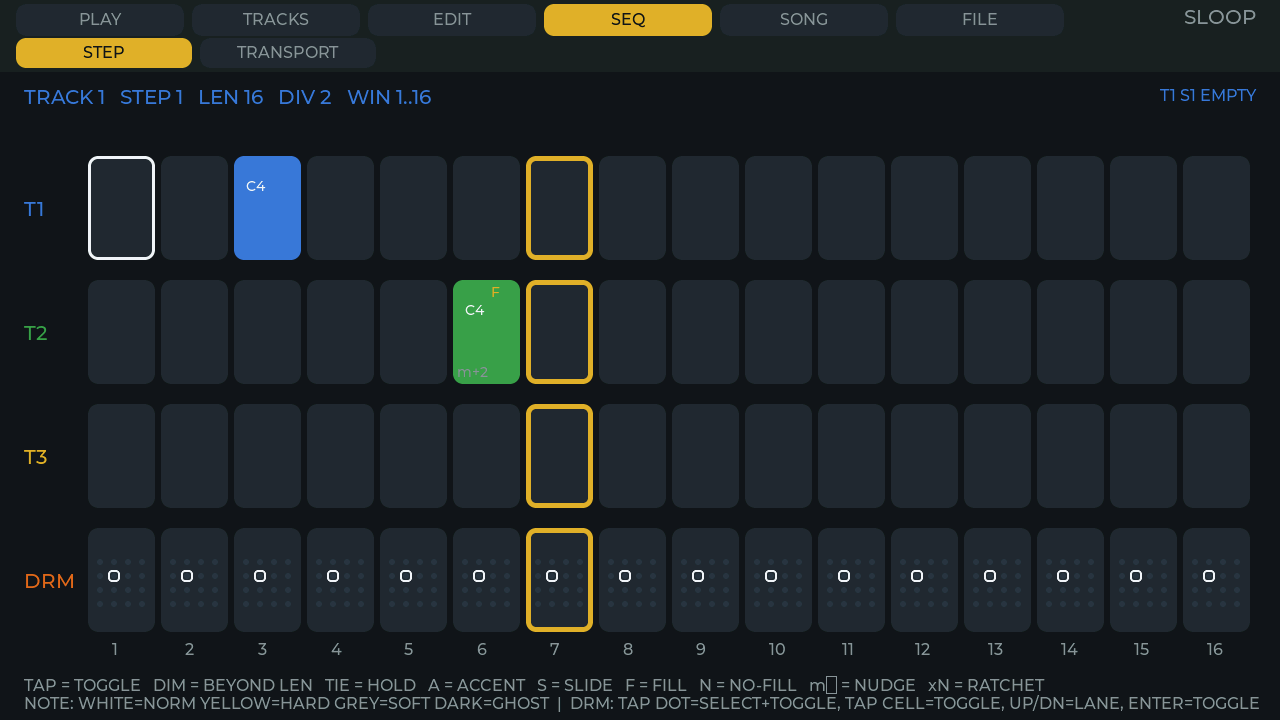 PLAY TRACKS EDIT SEQ SONG FILE SLOOP
STEP TRANSPORT
TRACK 1 STEP 1 LEN 16 DIV 2 WIN 1..16 T1 S1 EMPTY
T1 C4
F
T2 C4
m+2
T3
DRM
1 2 3 4 5 6 7 8 9 10 11 12 13 14 15 16
TAP = TOGGLE DIM = BEYOND LEN TIE = HOLD A = ACCENT S = SLIDE F = FILL N = NO-FILL m□ = NUDGE xN = RATCHET
NOTE: WHITE=NORM YELLOW=HARD GREY=SOFT DARK=GHOST | DRM: TAP DOT=SELECT+TOGGLE, TAP CELL=TOGGLE, UP/DN=LANE, ENTER=TOGGLE